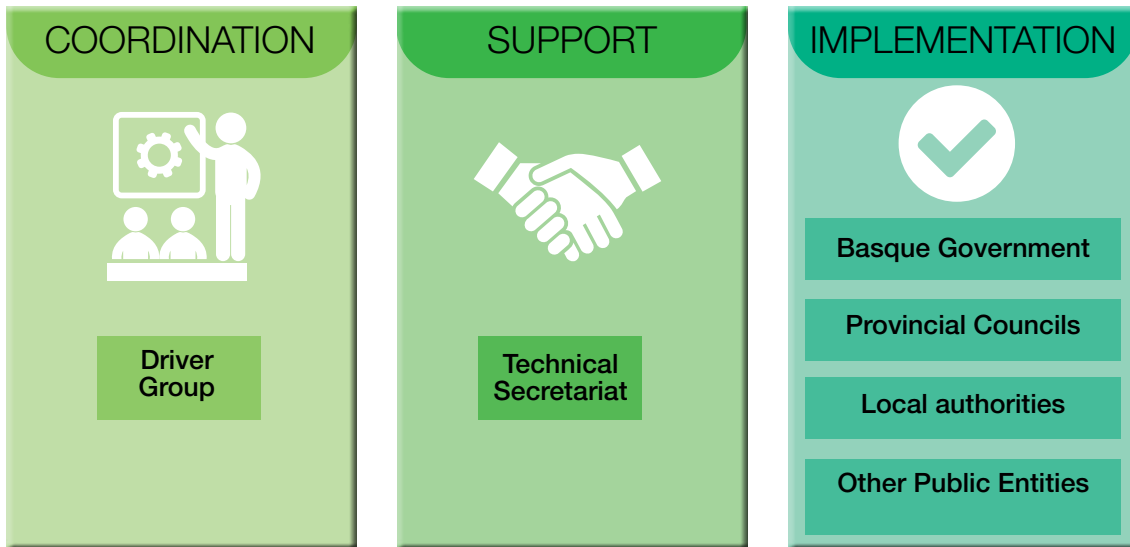 COORDINATION
Driver
Group
SUPPORT
Technical
Secretariat
IMPLEMENTATION
Basque Government
Provincial Councils
Local authorities
Other Public Entities